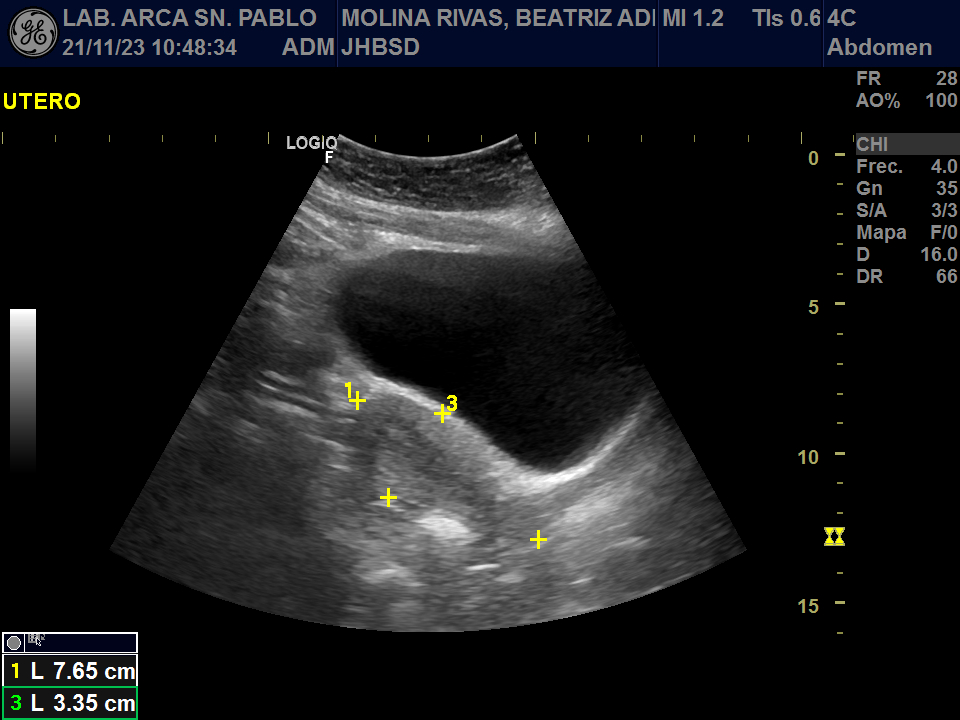 LAB. ARCA SN. PABLO
MOLINA RIVAS, BEATRIZ ADI
MI 1.2 TIs 0.6
4C
21/11/23 10:48:34 ADM
JHBSD
Abdomen
UTERO
FR 28
AO% 100
CHI
Frec. 4.0
Gn 35
S/A 3/3
Mapa F/0
D 16.0
DR 66
LOGIQ
F
0
5
10
15
1
3
1 L 7.65 cm
3 L 3.35 cm